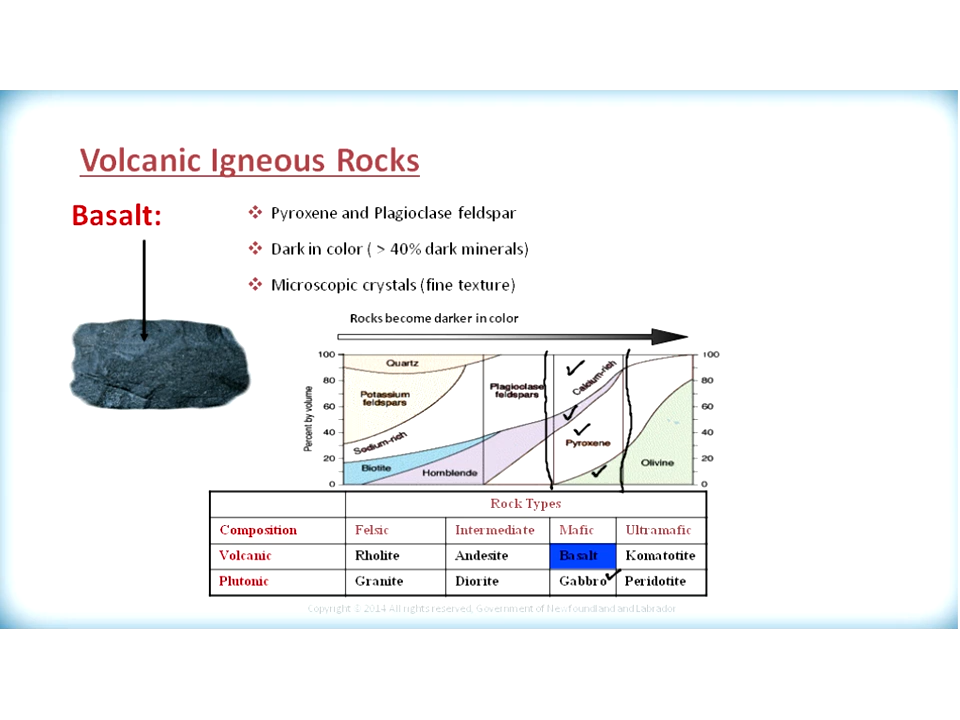 Volcanic Igneous Rocks
Basalt:
Pyroxene and Plagioclase feldspar
Dark in color ( > 40% dark minerals)
Microscopic crystals (fine texture)
Rocks become darker in color
100
80
60
40
20
0
Percent by volume
Quartz
Potassium
feldspars
Sodium-rich
Biotite
Hornblende
Plagioclase
feldspars
Calcium-rich
Pyroxene
Olivine
100
80
60
40
20
0
Rock Types
Composition Felsic Intermediate Mafic Ultramafic
Volcanic Rholite Andesite Basalt Komatotite
Plutonic Granite Diorite Gabbro Peridotite
Copyright © 2014 All rights reserved, Government of Newfoundland and Labrador